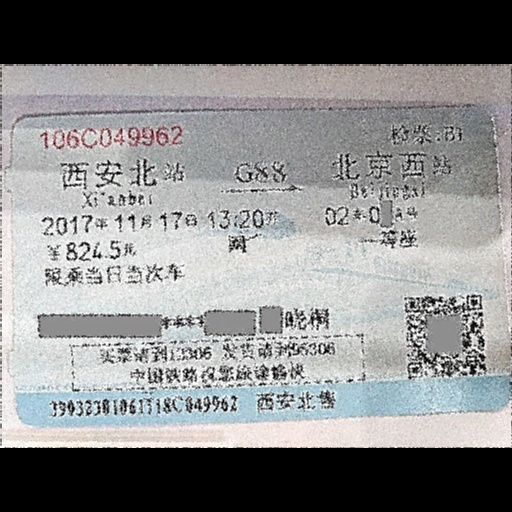 106C049962 检票:B1
西安北站 G88 北京西站
Xi'anbei Beijingxi
2017年11月17日13:20开 02车0 A号
￥824.5元 网 一等座
限乘当日当次车
**** 晓桐
买票请到12306 发货请到95306
中国铁路祝您旅途愉快
西安北售